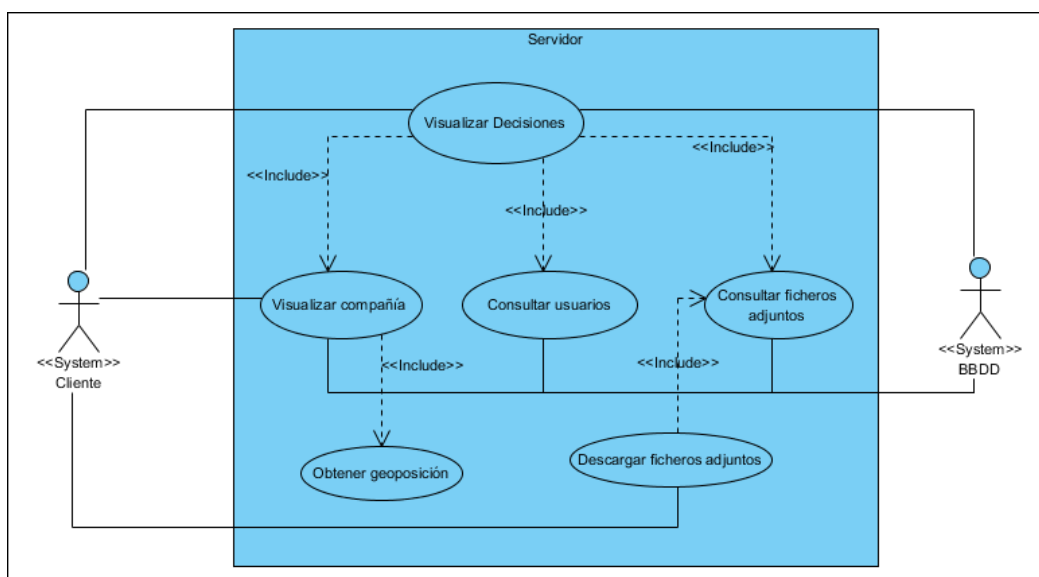 Servidor
Visualizar Decisiones
<<Include>>
<<Include>>
<<Include>>
Visualizar compañía
Consultar usuarios
Consultar ficheros
adjuntos
<<System>>
Cliente
<<System>>
BBDD
<<Include>>
<<Include>>
Obtener geoposición
Descargar ficheros adjuntos